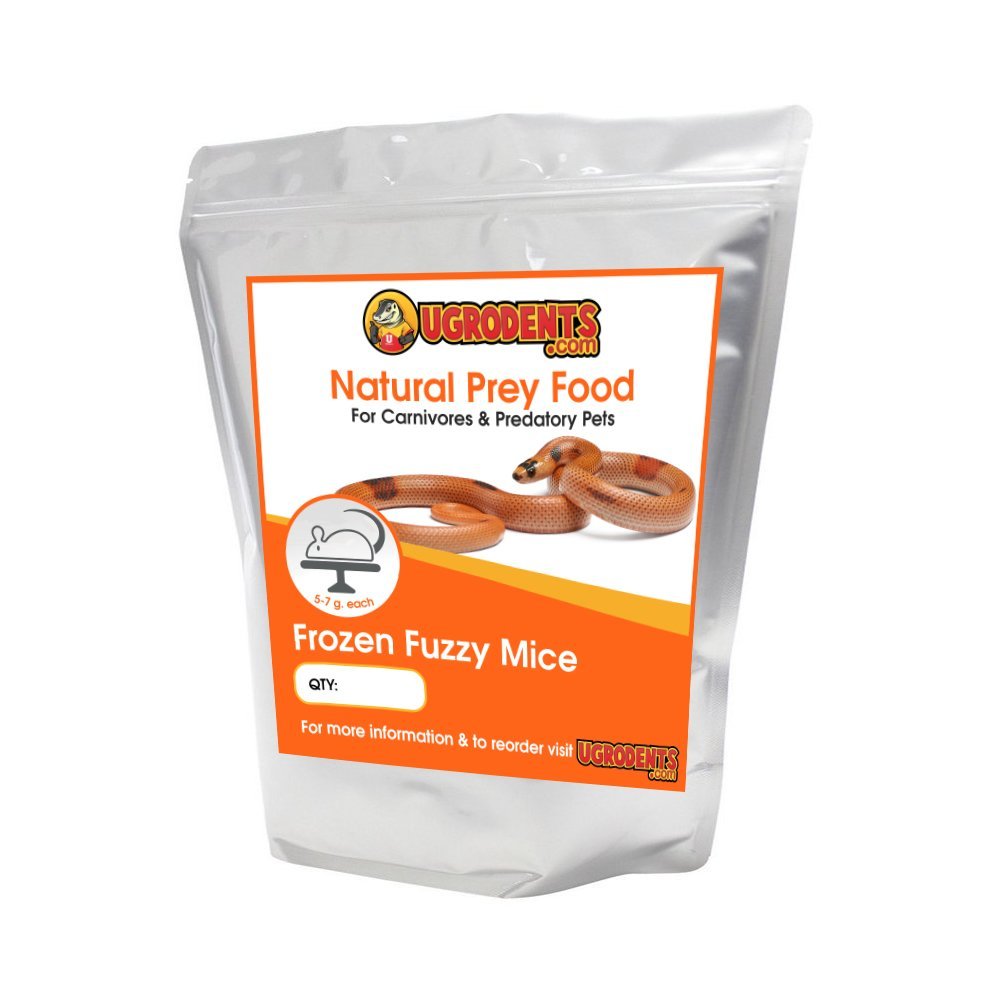 UGRODENTS
.com
Natural Prey Food
For Carnivores & Predatory Pets
5-7 g. each
Frozen Fuzzy Mice
QTY:
For more information & to reorder visit UGRODENTS
.com